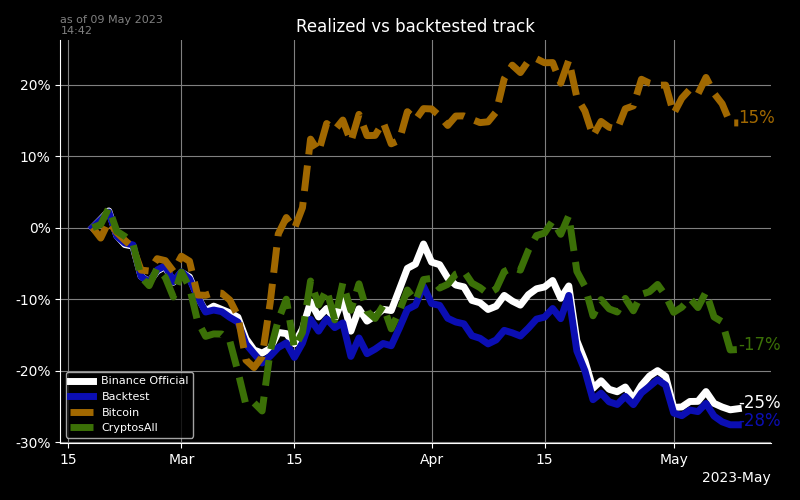 as of 09 May 2023
14:42
Realized vs backtested track
20%
10%
0%
-10%
-20%
-30%
15%
-17%
-25%
-28%
Binance Official
Backtest
Bitcoin
CryptosAll
15
Mar
15
Apr
15
May
2023-May